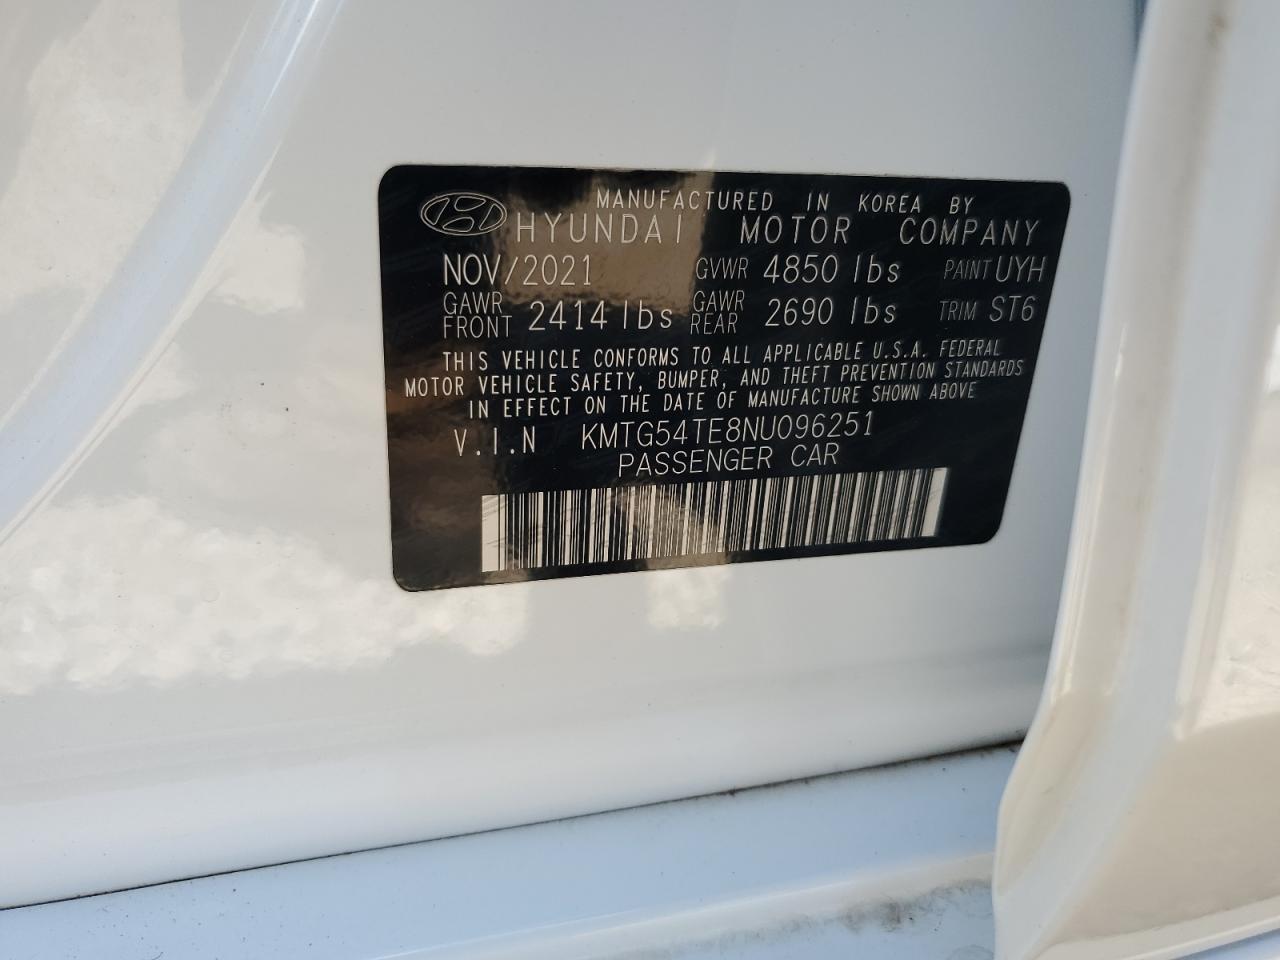 MANUFACTURED IN KOREA BY
HYUNDAI MOTOR COMPANY
NOV/2021 GVWR 4850 lbs PAINT UYH
GAWR FRONT 2414 lbs GAWR REAR 2690 lbs TRIM ST6
THIS VEHICLE CONFORMS TO ALL APPLICABLE U.S.A. FEDERAL
MOTOR VEHICLE SAFETY, BUMPER, AND THEFT PREVENTION STANDARDS
IN EFFECT ON THE DATE OF MANUFACTURE SHOWN ABOVE
V.I.N KMTG54TE8NU096251
PASSENGER CAR